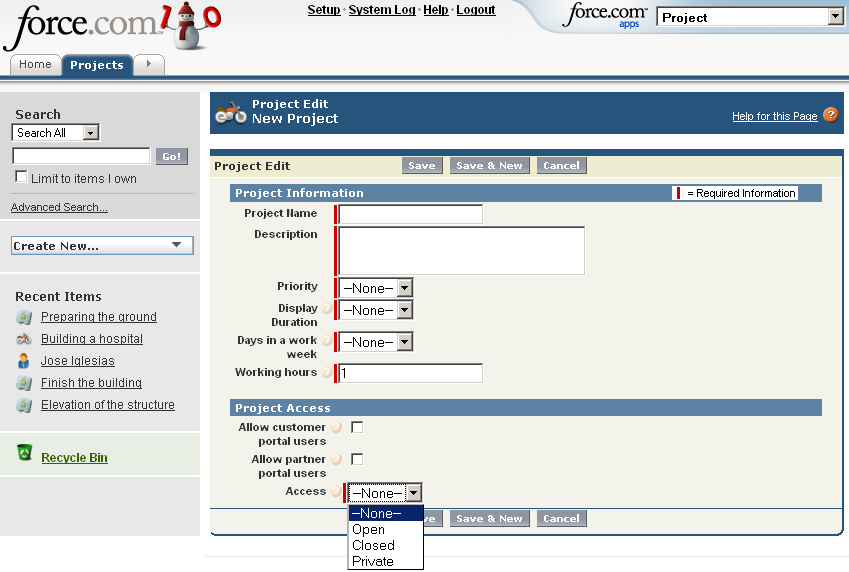 force.com 10
Setup · System Log · Help · Logout
force.com apps
Project
Home Projects
Search
Search All
Go!
Limit to items I own
Advanced Search...
Create New...
Recent Items
Preparing the ground
Building a hospital
Jose Iglesias
Finish the building
Elevation of the structure
Recycle Bin
Project Edit
New Project
Help for this Page ?
Project Edit Save Save & New Cancel
Project Information
= Required Information
Project Name
Description
Priority --None--
Display Duration ? --None--
Days in a work week ? --None--
Working hours ? 1
Project Access
Allow customer portal users ?
Allow partner portal users ?
Access ? --None--
--None--
Open
Closed
Private
ve Save & New Cancel